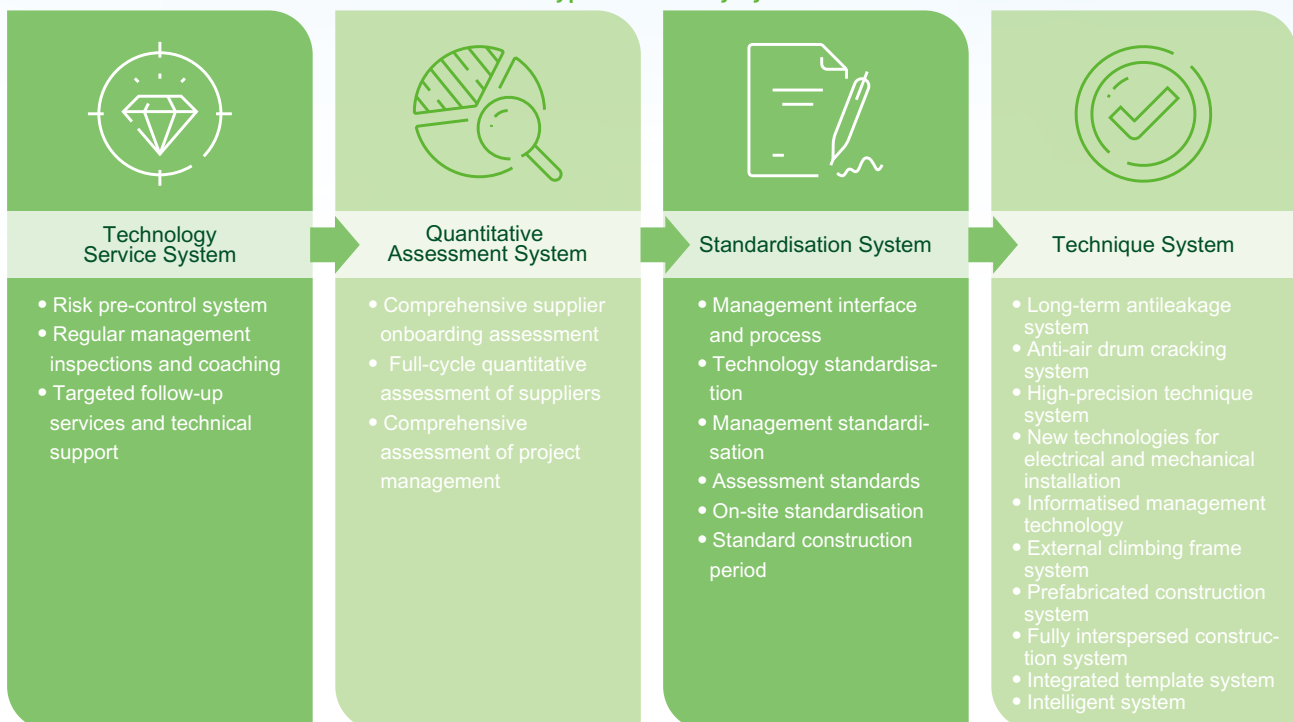 Technology
Service System
• Risk pre-control system
• Regular management
inspections and coaching
• Targeted follow-up
services and technical
support
Quantitative
Assessment System
• Comprehensive supplier
onboarding assessment
• Full-cycle quantitative
assessment of suppliers
• Comprehensive
assessment of project
management
Standardisation System
• Management interface
and process
• Technology standardisa-
tion
• Management standardi-
sation
• Assessment standards
• On-site standardisation
• Standard construction
period
Technique System
• Long-term antileakage
system
• Anti-air drum cracking
system
• High-precision technique
system
• New technologies for
electrical and mechanical
installation
• Informatised management
technology
• External climbing frame
system
• Prefabricated construction
system
• Fully interspersed construc-
tion system
• Integrated template system
• Intelligent system